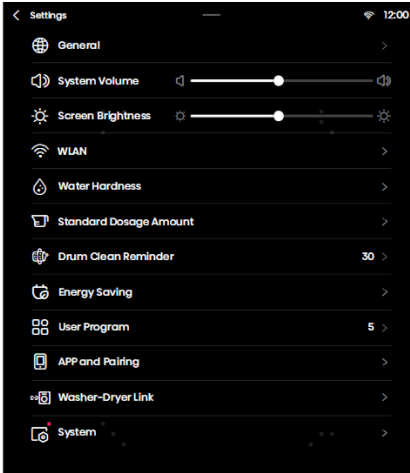 Settings 12:00
General
System Volume
Screen Brightness
WLAN
Water Hardness
Standard Dosage Amount
Drum Clean Reminder 30
Energy Saving
User Program 5
APP and Pairing
Washer-Dryer Link
System